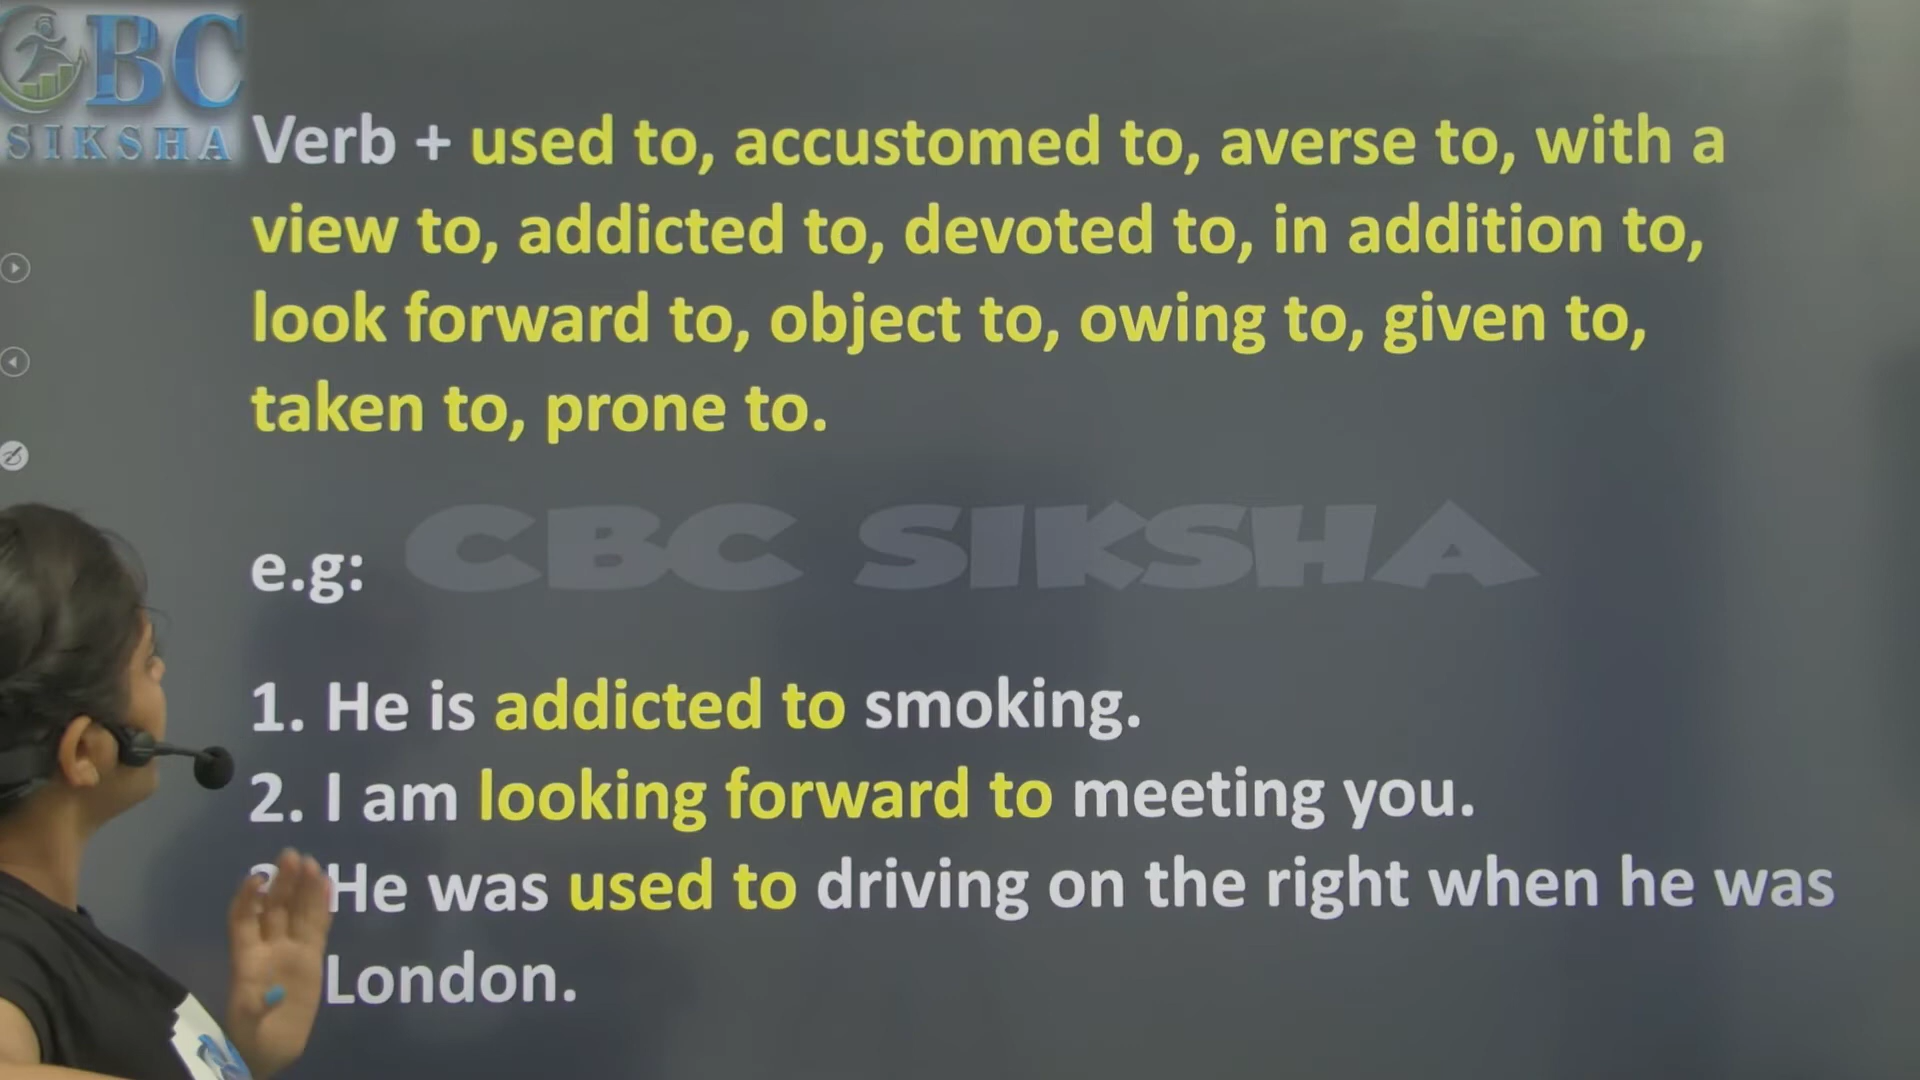 CBC
SIKSHA
Verb + used to, accustomed to, averse to, with a
view to, addicted to, devoted to, in addition to,
look forward to, object to, owing to, given to,
taken to, prone to.
CBC SIKSHA
e.g:
1. He is addicted to smoking.
2. I am looking forward to meeting you.
He was used to driving on the right when he was
London.